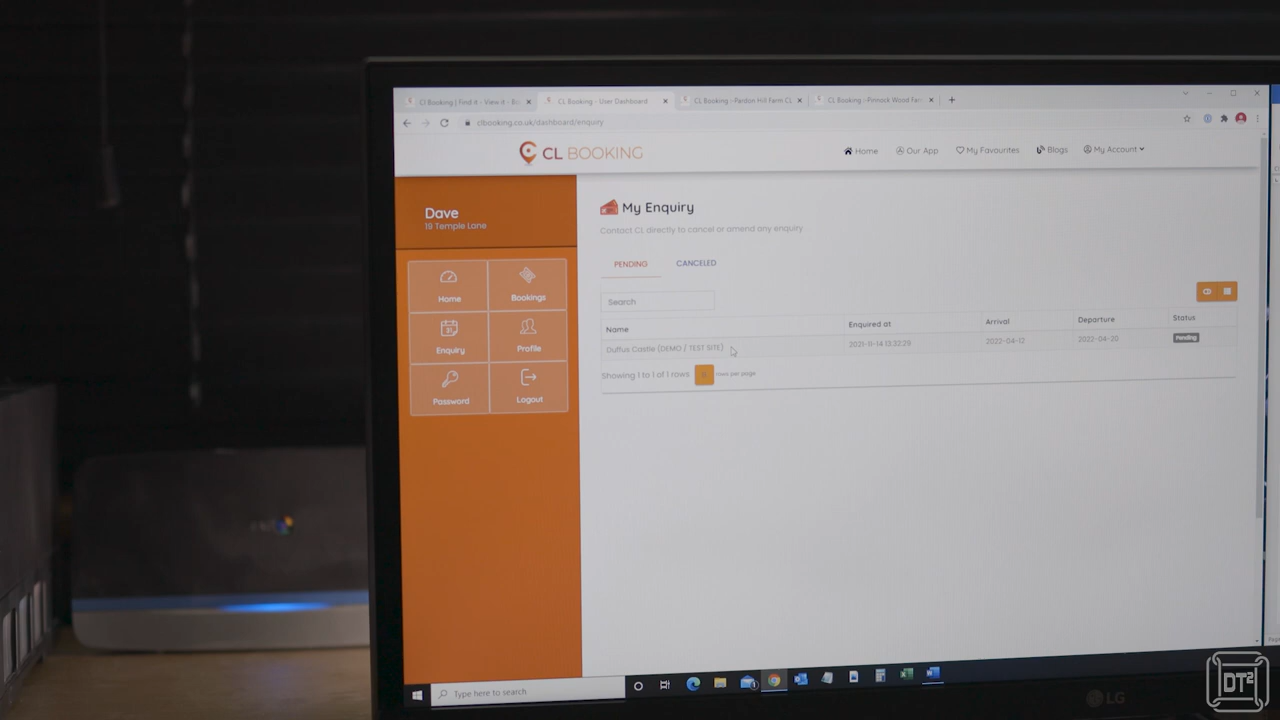 CL Booking | Find it - View it - Bo
CL Booking - User Dashboard
CL Booking - Pardon Hill Farm CL
CL Booking - Pinnock Wood Farm
clbooking.co.uk/dashboard/enquiry
CL BOOKING
Home
Our App
My Favourites
Blogs
My Account
Dave
19 Temple Lane
Home
Bookings
Enquiry
Profile
Password
Logout
My Enquiry
Contact CL directly to cancel or amend any enquiry
PENDING
CANCELED
Search
Name
Enquired at
Arrival
Departure
Status
Duffus Castle (DEMO / TEST SITE)
2021-11-14 13:32:29
2022-04-12
2022-04-20
Pending
Showing 1 to 1 of 1 rows
rows per page
Type here to search
LG
DT2